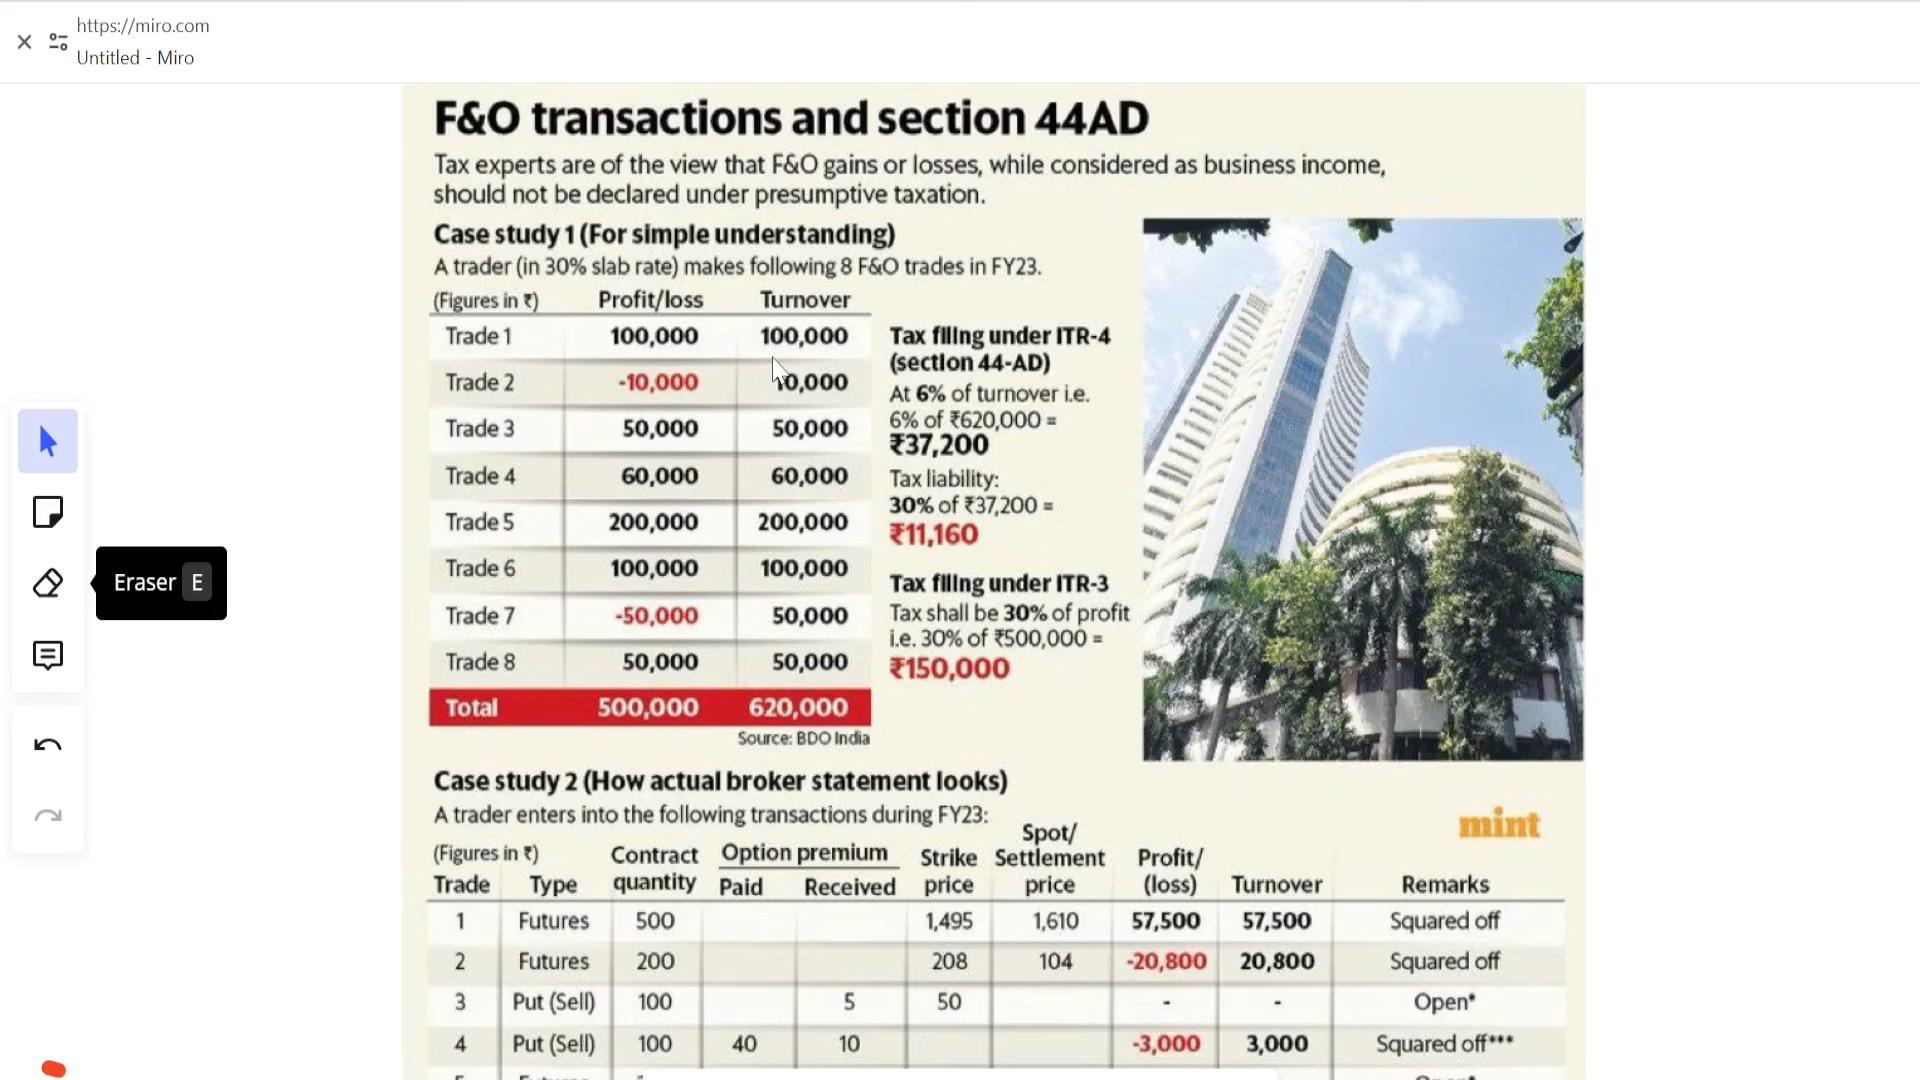 https://miro.com
Untitled - Miro
F&O transactions and section 44AD
Tax experts are of the view that F&O gains or losses, while considered as business income,
should not be declared under presumptive taxation.
Case study 1 (For simple understanding)
A trader (in 30% slab rate) makes following 8 F&O trades in FY23.
(Figures in ₹) Profit/loss Turnover
Trade 1 100,000 100,000
Trade 2 -10,000 10,000
Trade 3 50,000 50,000
Trade 4 60,000 60,000
Trade 5 200,000 200,000
Trade 6 100,000 100,000
Trade 7 -50,000 50,000
Trade 8 50,000 50,000
Total 500,000 620,000
Source: BDO India
Tax filing under ITR-4
(section 44-AD)
At 6% of turnover i.e.
6% of ₹620,000 =
₹37,200
Tax liability:
30% of ₹37,200 =
₹11,160
Tax filing under ITR-3
Tax shall be 30% of profit
i.e. 30% of ₹500,000 =
₹150,000
Eraser E
Case study 2 (How actual broker statement looks)
A trader enters into the following transactions during FY23:
mint
(Figures in ₹) Contract Option premium Strike Spot/ Settlement Profit/
Trade Type quantity Paid Received price price (loss) Turnover Remarks
1 Futures 500 1,495 1,610 57,500 57,500 Squared off
2 Futures 200 208 104 -20,800 20,800 Squared off
3 Put (Sell) 100 5 50 - - Open*
4 Put (Sell) 100 40 10 -3,000 3,000 Squared off***